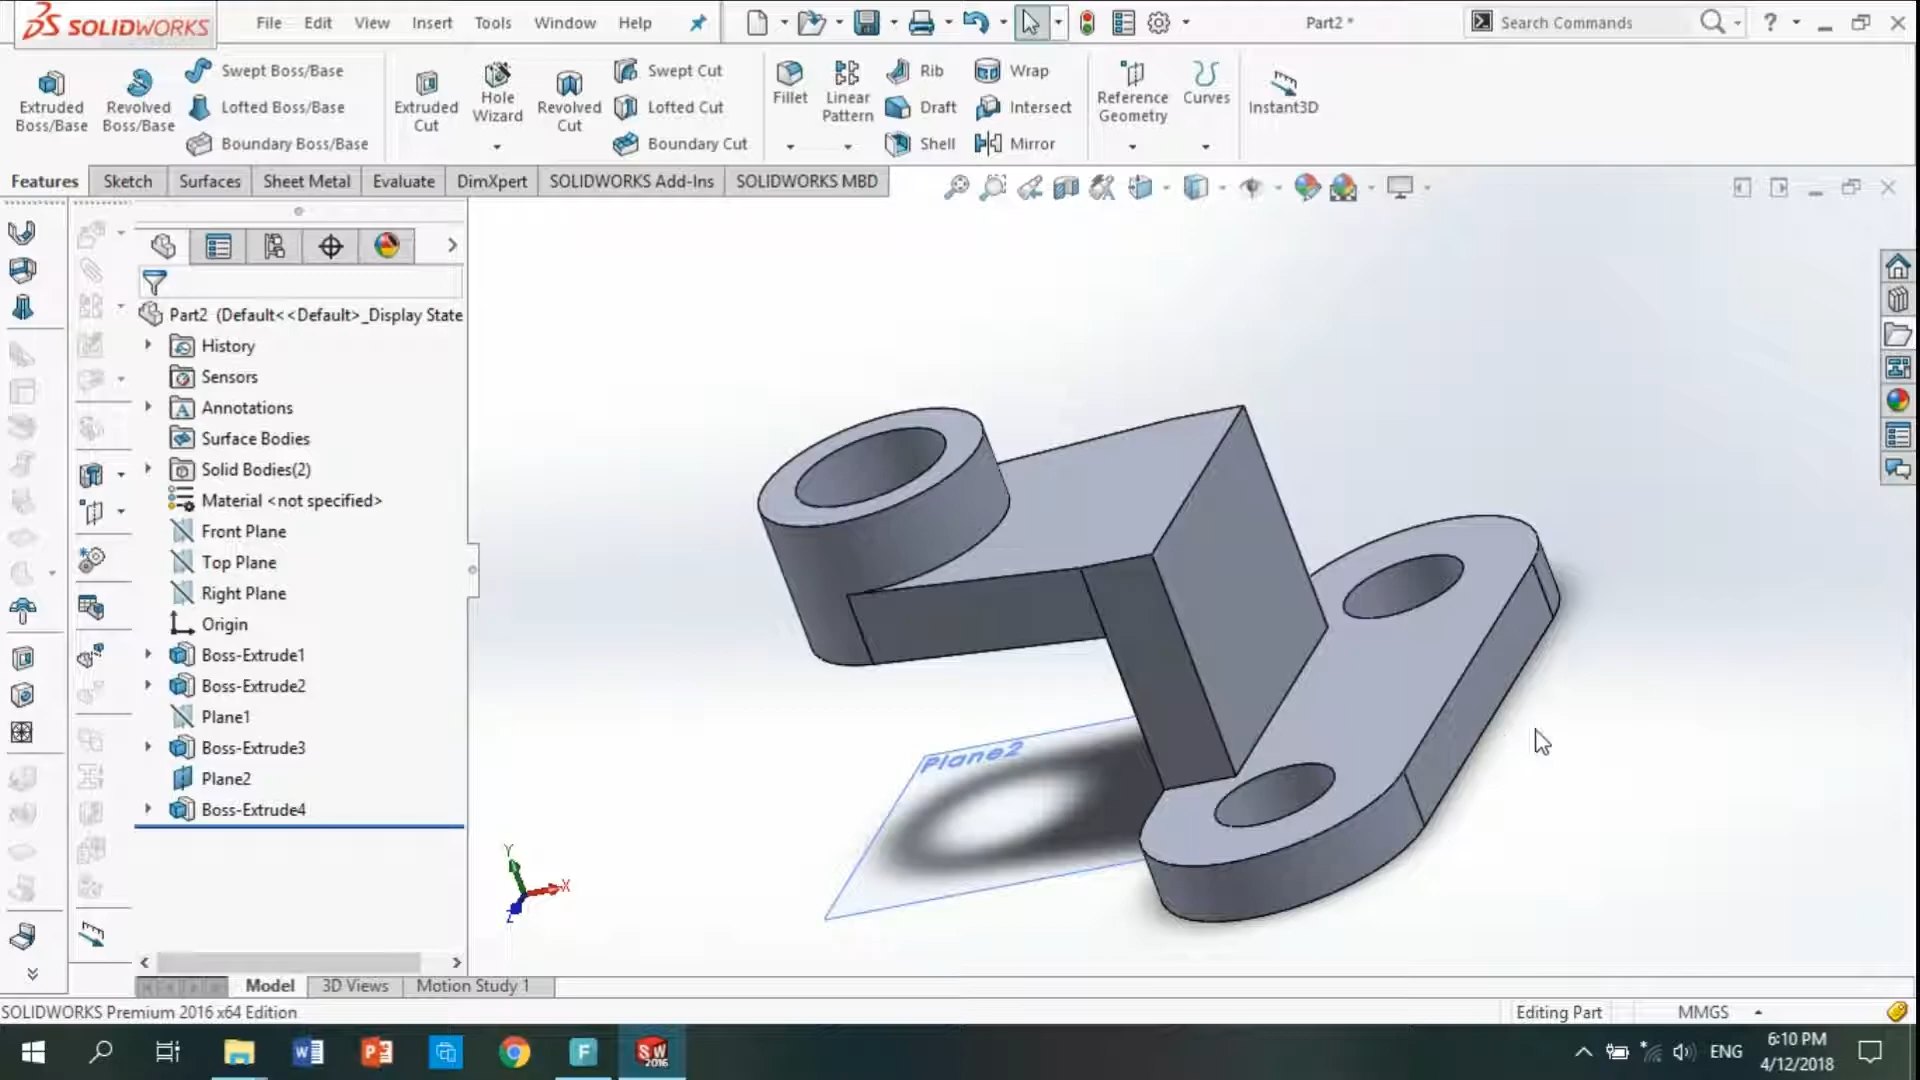 SOLIDWORKS File Edit View Insert Tools Window Help Part2 * Search Commands ?
Extruded Boss/Base
Revolved Boss/Base
Swept Boss/Base
Lofted Boss/Base
Boundary Boss/Base
Extruded Cut
Hole Wizard
Revolved Cut
Swept Cut
Lofted Cut
Boundary Cut
Fillet
Linear Pattern
Rib
Draft
Shell
Wrap
Intersect
Mirror
Reference Geometry
Curves
Instant3D
Features Sketch Surfaces Sheet Metal Evaluate DimXpert SOLIDWORKS Add-Ins SOLIDWORKS MBD
Part2 (Default<<Default>_Display State
History
Sensors
Annotations
Surface Bodies
Solid Bodies(2)
Material <not specified>
Front Plane
Top Plane
Right Plane
Origin
Boss-Extrude1
Boss-Extrude2
Plane1
Boss-Extrude3
Plane2
Boss-Extrude4
Plane2
Y
X
Z
Model 3D Views Motion Study 1
SOLIDWORKS Premium 2016 x64 Edition Editing Part MMGS
ENG 6:10 PM
4/12/2018